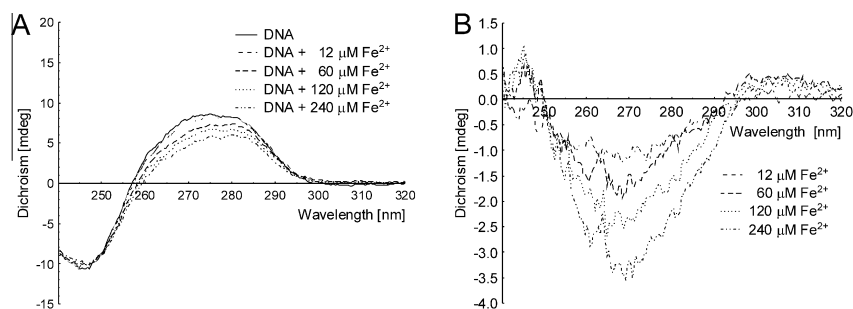 A
20
15
10
5
0
-5
-10
-15
Dichroism [mdeg]
250 260 270 280 290 300 310 320
Wavelength [nm]
DNA
DNA + 12 µM Fe²⁺
DNA + 60 µM Fe²⁺
DNA + 120 µM Fe²⁺
DNA + 240 µM Fe²⁺
B
1.5
1.0
0.5
0.0
-0.5
-1.0
-1.5
-2.0
-2.5
-3.0
-3.5
-4.0
Dichroism [mdeg]
250 260 270 280 290 300 310 320
Wavelength [nm]
12 µM Fe²⁺
60 µM Fe²⁺
120 µM Fe²⁺
240 µM Fe²⁺